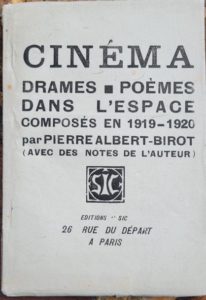 CINÉMA
DRAMES ■ POÈMES
DANS L'ESPACE
COMPOSÉS EN 1919-1920
par PIERRE ALBERT-BIROT
(AVEC DES NOTES DE L'AUTEUR)
SIC
EDITIONS " SIC
26 RUE DU DÉPART
A PARIS